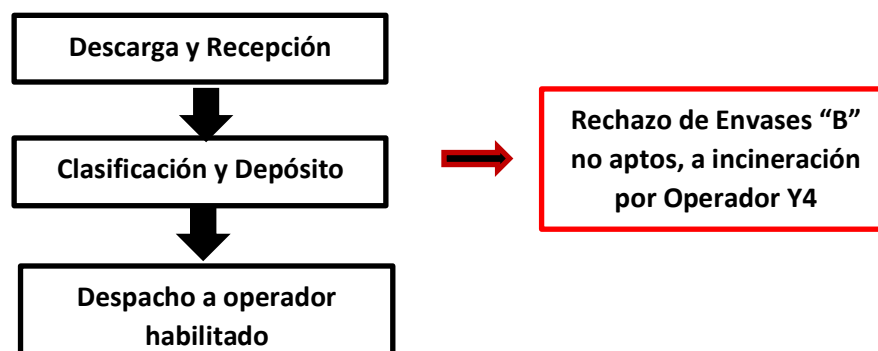 Descarga y Recepción
Clasificación y Depósito
Rechazo de Envases “B”
no aptos, a incineración
por Operador Y4
Despacho a operador
habilitado